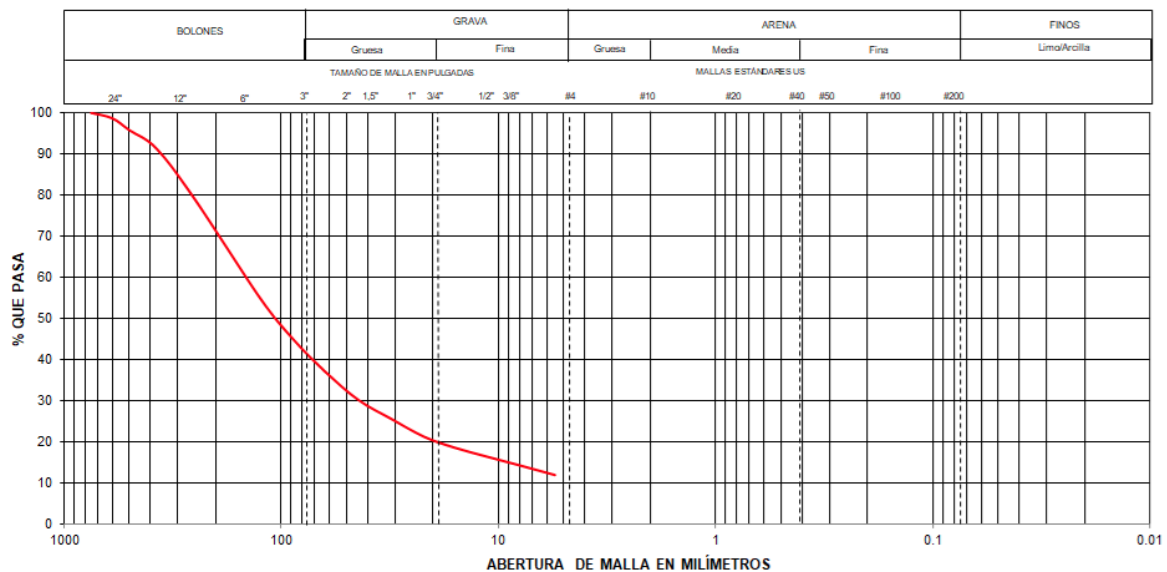 BOLONES GRAVA ARENA FINOS
Gruesa Fina Gruesa Media Fina Limo/Arcilla
TAMAÑO DE MALLA EN PULGADAS MALLAS ESTÁNDARES US
24" 12" 6" 3" 2" 1,5" 1" 3/4" 1/2" 3/8" #4 #10 #20 #40 #50 #100 #200
% QUE PASA
100
90
80
70
60
50
40
30
20
10
0
1000 100 10 1 0.1 0.01
ABERTURA DE MALLA EN MILÍMETROS